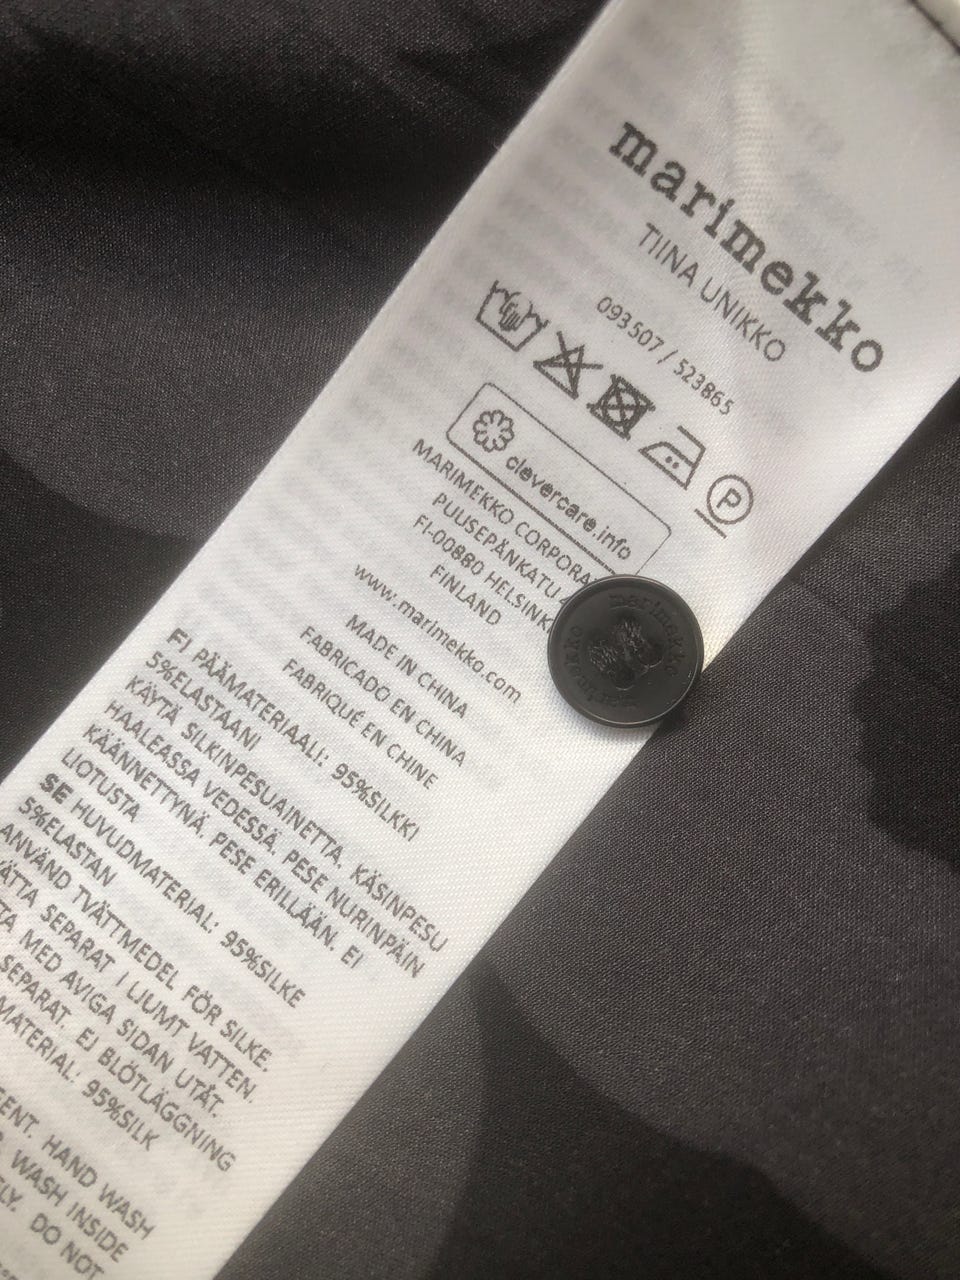 marimekko
TIINA UNIKKO
093507 / 523865
P
clevercare.info
MARIMEKKO CORPORA
PUUSEPÄNKATU
FI-00880 HELSINK
FINLAND
www.marimekko.com
MADE IN CHINA
FABRICADO EN CHINA
FABRIQUÉ EN CHINE
FI PÄÄMATERIAALI: 95%SILKKI
5%ELASTAANI
KÄYTÄ SILKINPESUAINETTA. KÄSINPESU
HAALEASSA VEDESSÄ. PESE NURINPÄIN
KÄÄNNETTYNÄ. PESE ERILLÄÄN. EI
LIOTUSTA
SE HUVUDMATERIAL: 95%SILKE
5%ELASTAN
ANVÄND TVÄTTMEDEL FÖR SILKE.
TVÄTTA SEPARAT I LJUMT VATTEN.
TA MED AVIGA SIDAN UTÅT.
SEPARAT. EJ BLÖTLÄGGNING
MATERIAL: 95%SILK
ENT. HAND WASH
WASH INSIDE
LY. DO NOT
marimekko